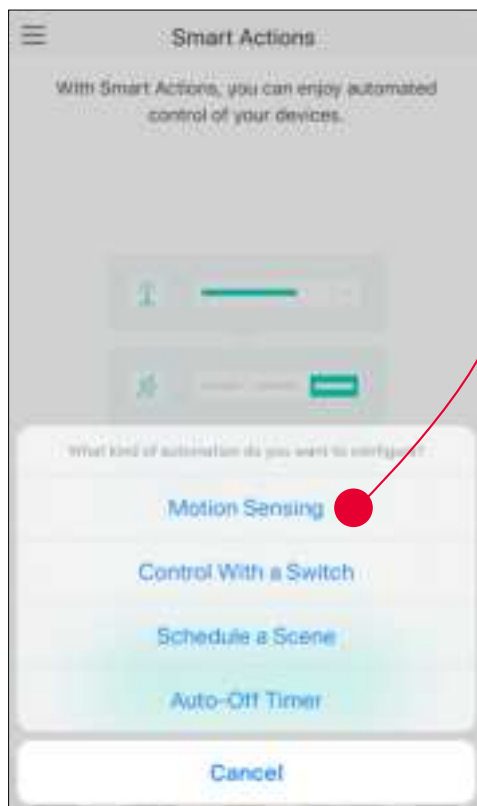 Smart Actions
With Smart Actions, you can enjoy automated
control of your devices.
What kind of automation do you want to configure?
Motion Sensing
Control With a Switch
Schedule a Scene
Auto-Off Timer
Cancel